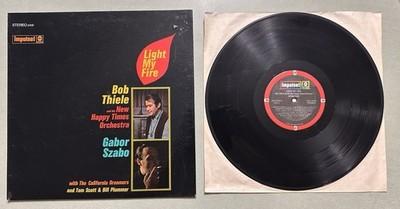 STEREO
impulse!
Light
My
Fire
Bob
Thiele
and his
New
Happy Times
Orchestra
Gabor
Szabo
with The California Dreamers
and Tom Scott & Bill Plummer
impulse!